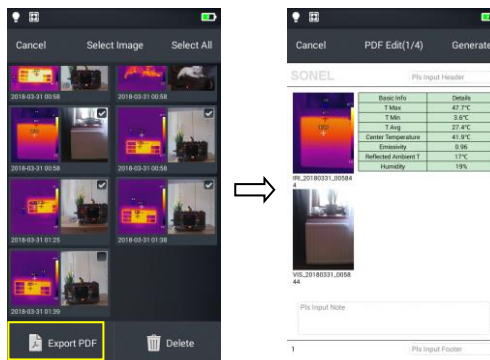 Cancel
Select Image
Select All
2018-03-31 00:58
2018-03-31 00:58
2018-03-31 00:58
2018-03-31 00:58
2018-03-31 01:25
2018-03-31 01:38
2018-03-31 01:39
Export PDF
Delete
Cancel
PDF Edit(1/4)
Generate
SONEL
Pls Input Header
Basic Info Details
T Max 47.7°C
T Min 3.6°C
T Avg 27.4°C
Center Temperature 41.9°C
Emissivity 0.96
Reflected Ambient T 17°C
Humidity 19%
IRI_20180331_00584
4
VIS_20180331_0058
44
Pls Input Note
1
Pls Input Footer